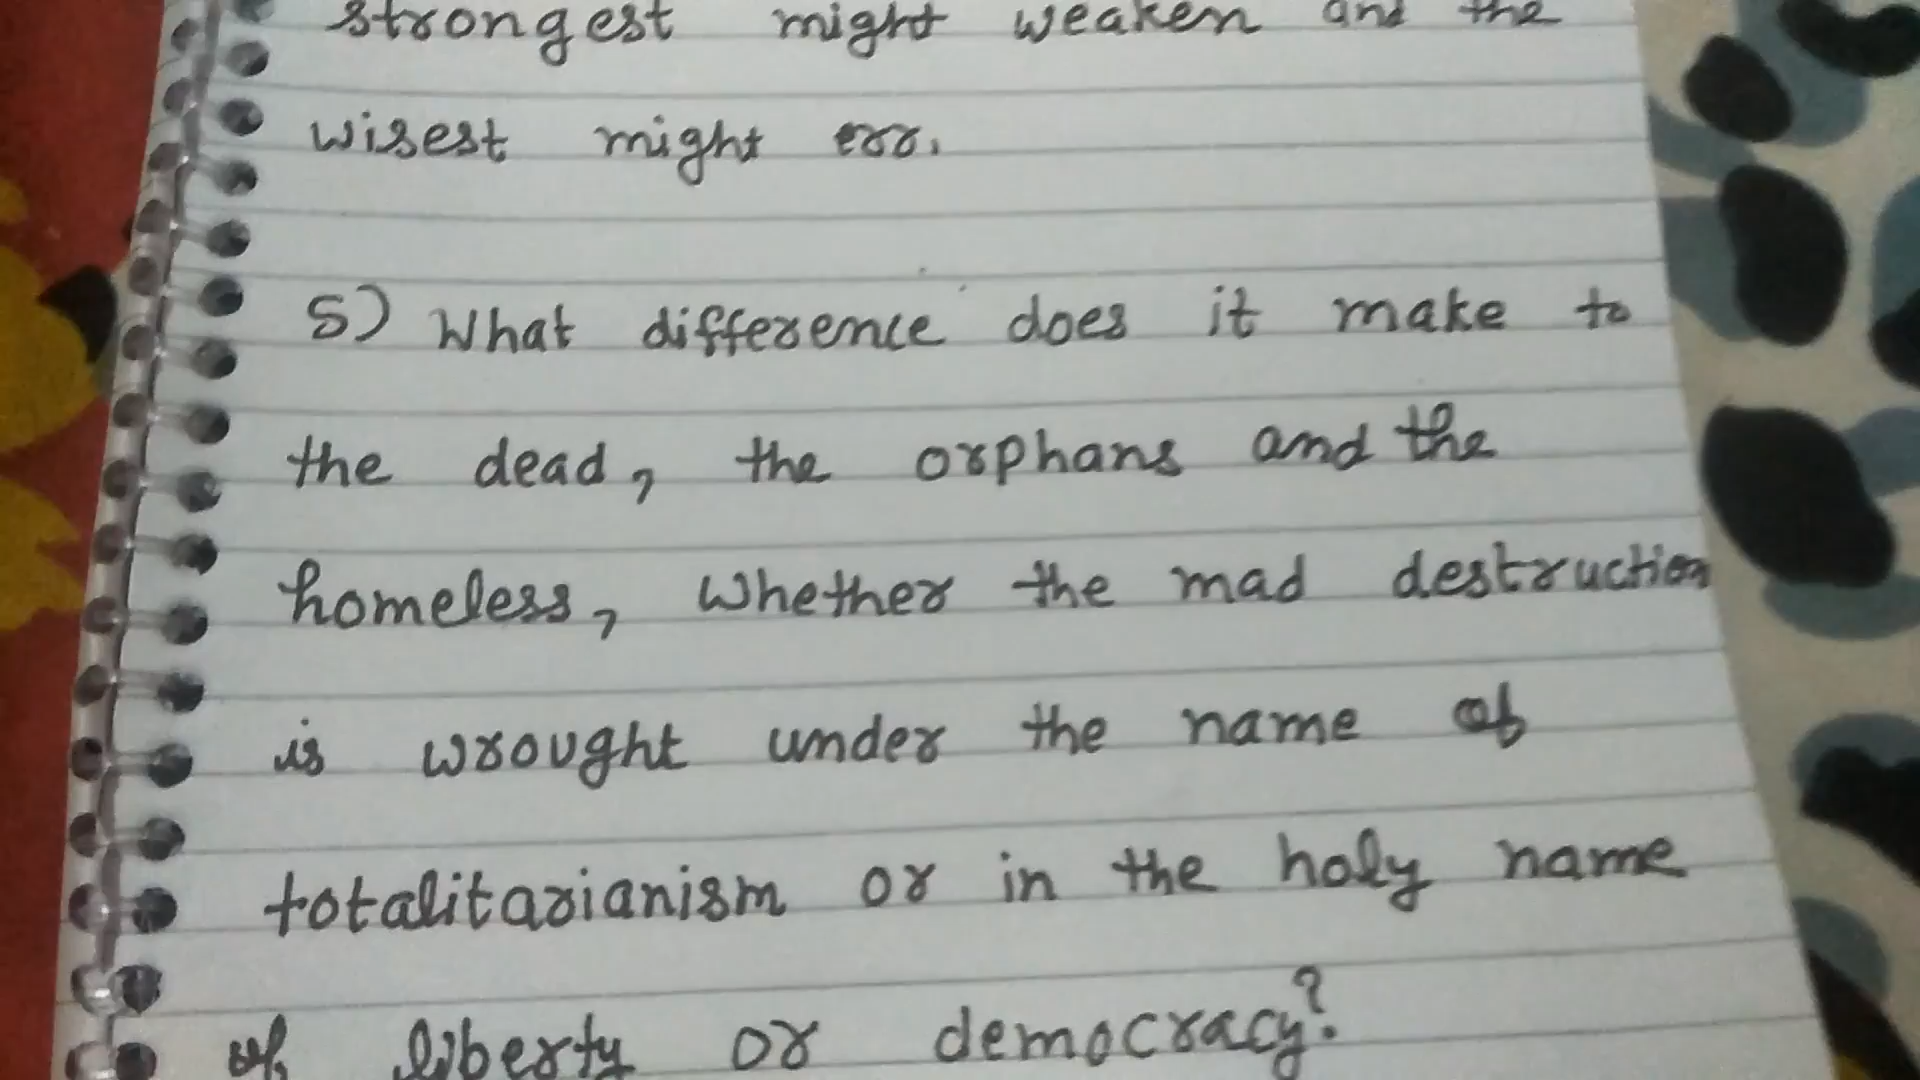 strongest might weaken and the
wisest might err.
5) What difference does it make to
the dead, the orphans and the
homeless, whether the mad destruction
is wrought under the name of
totalitarianism or in the holy name
of liberty or democracy?